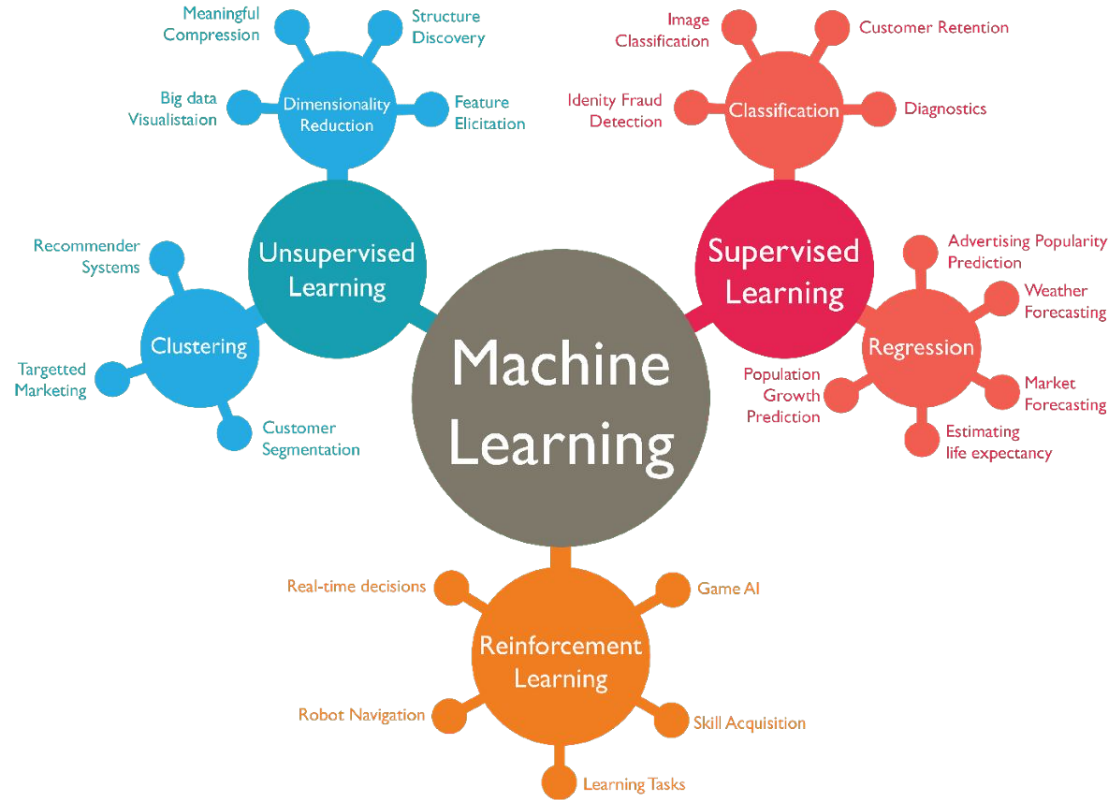 Meaningful
Compression
Structure
Discovery
Big data
Visualistaion
Dimensionality
Reduction
Feature
Elicitation
Unsupervised
Learning
Recommender
Systems
Clustering
Targetted
Marketing
Customer
Segmentation
Machine
Learning
Image
Classification
Customer Retention
Idenity Fraud
Detection
Classification
Diagnostics
Supervised
Learning
Advertising Popularity
Prediction
Weather
Forecasting
Regression
Population
Growth
Prediction
Market
Forecasting
Estimating
life expectancy
Real-time decisions
Game AI
Reinforcement
Learning
Robot Navigation
Skill Acquisition
Learning Tasks